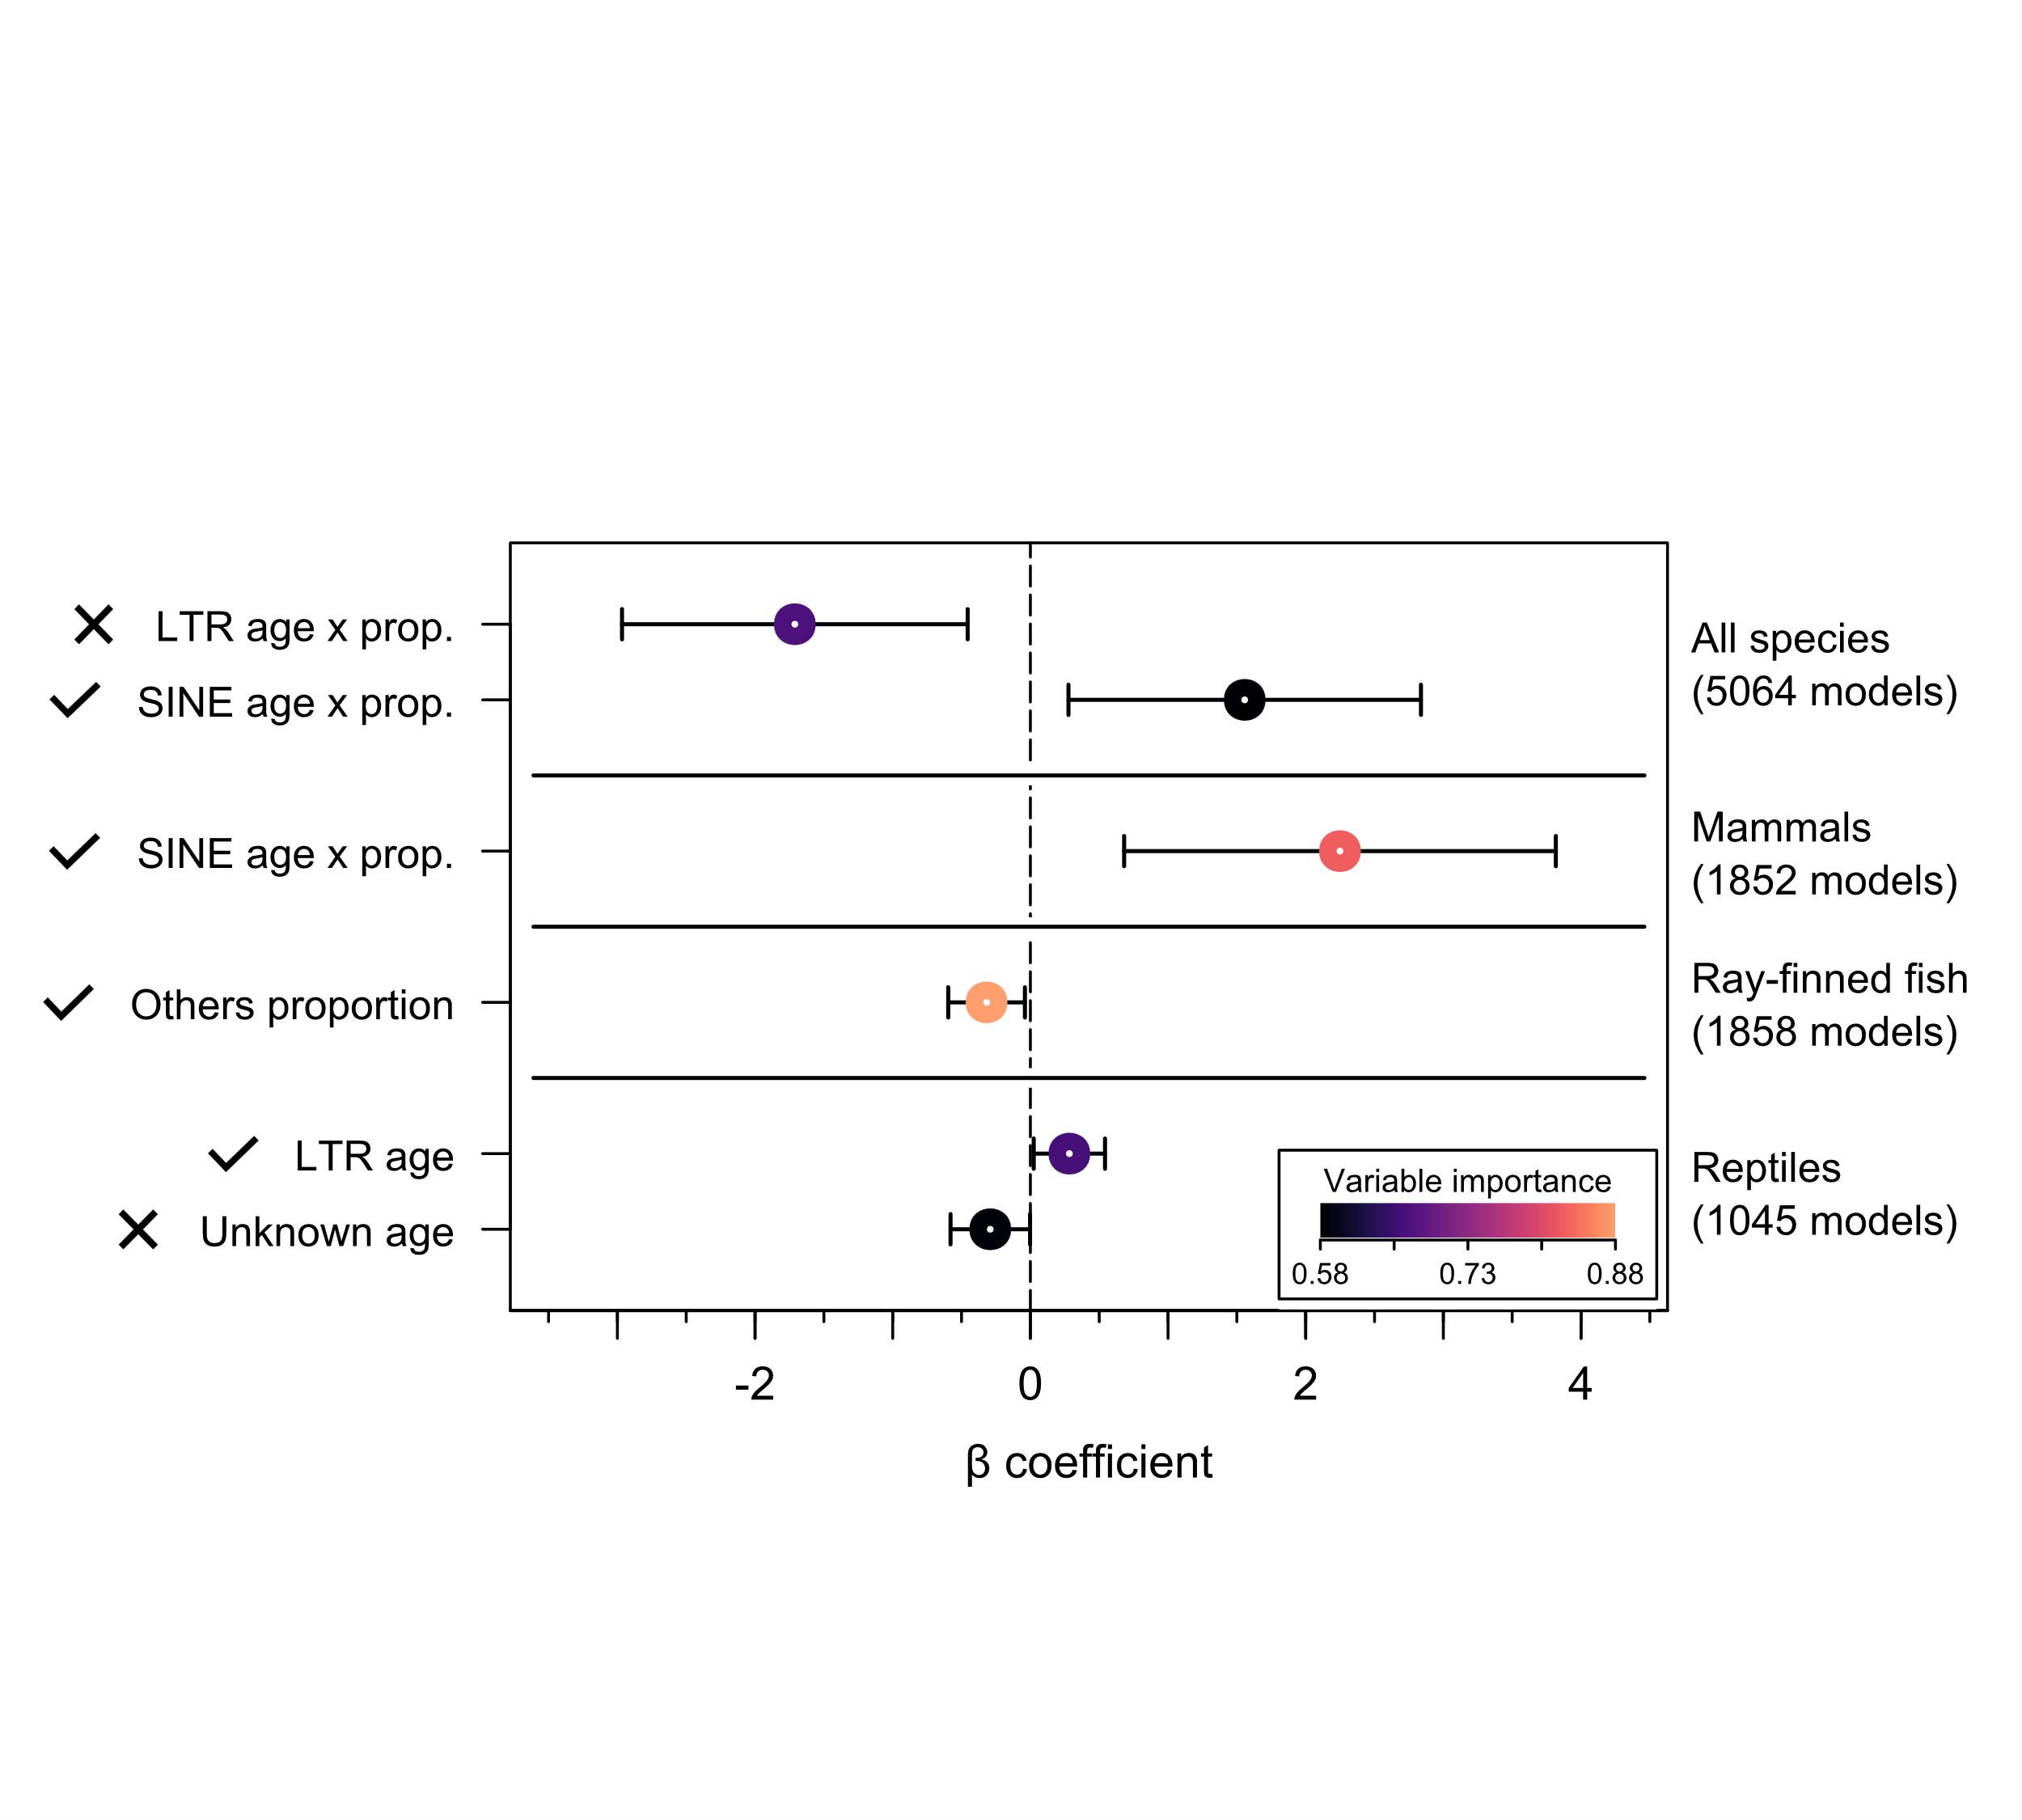 LTR age x prop.
SINE age x prop.
All species
(5064 models)
SINE age x prop.
Mammals
(1852 models)
Others proportion
Ray-finned fish
(1858 models)
LTR age
Unknown age
Reptiles
(1045 models)
Variable importance
0.58 0.73 0.88
-2 0 2 4
β coefficient